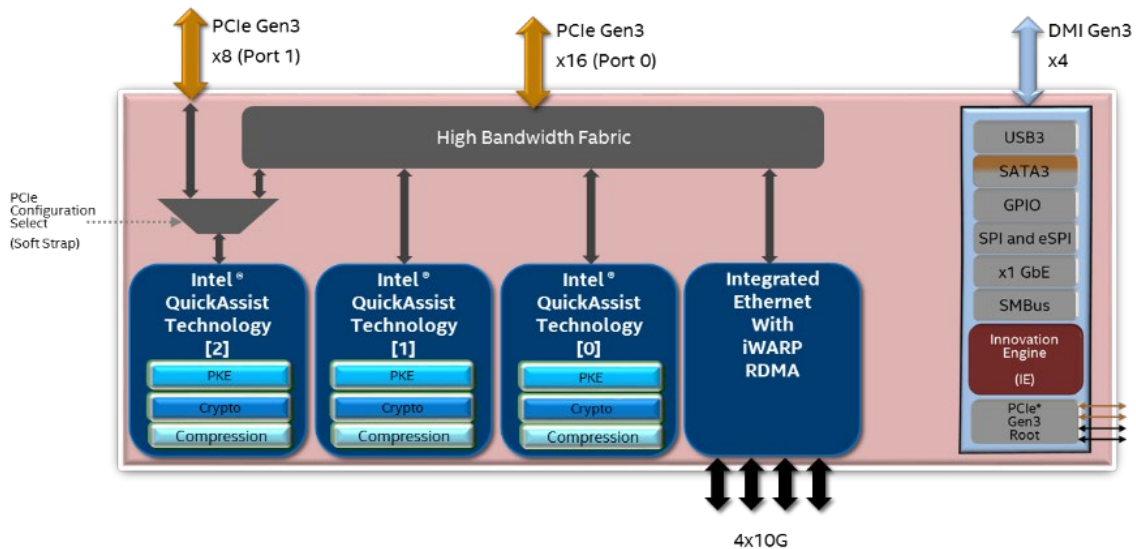 PCIe Gen3
x8 (Port 1)
PCIe Gen3
x16 (Port 0)
DMI Gen3
x4
High Bandwidth Fabric
PCIe
Configuration
Select
(Soft Strap)
Intel ®
QuickAssist
Technology
[2]
PKE
Crypto
Compression
Intel ®
QuickAssist
Technology
[1]
PKE
Crypto
Compression
Intel ®
QuickAssist
Technology
[0]
PKE
Crypto
Compression
Integrated
Ethernet
With
iWARP
RDMA
4x10G
USB3
SATA3
GPIO
SPI and eSPI
x1 GbE
SMBus
Innovation
Engine
(IE)
PCIe*
Gen3
Root